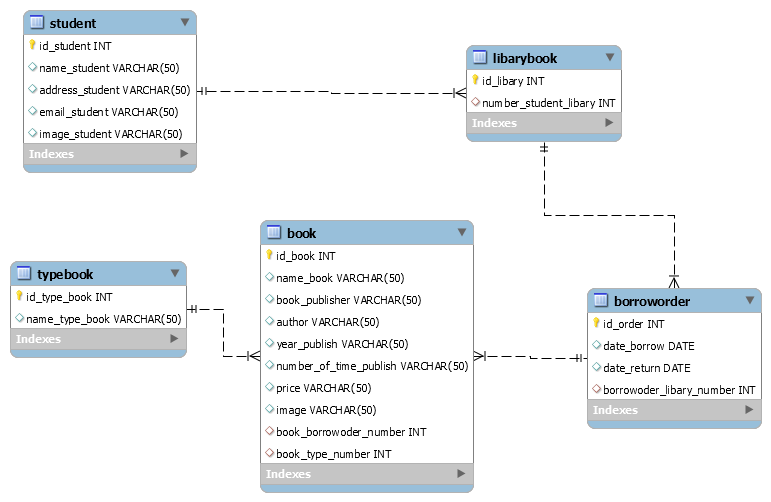 student
id_student INT
name_student VARCHAR(50)
address_student VARCHAR(50)
email_student VARCHAR(50)
image_student VARCHAR(50)
Indexes
libarybook
id_libary INT
number_student_libary INT
Indexes
typebook
id_type_book INT
name_type_book VARCHAR(50)
Indexes
book
id_book INT
name_book VARCHAR(50)
book_publisher VARCHAR(50)
author VARCHAR(50)
year_publish VARCHAR(50)
number_of_time_publish VARCHAR(50)
price VARCHAR(50)
image VARCHAR(50)
book_borrowoder_number INT
book_type_number INT
Indexes
borroworder
id_order INT
date_borrow DATE
date_return DATE
borrowoder_libary_number INT
Indexes